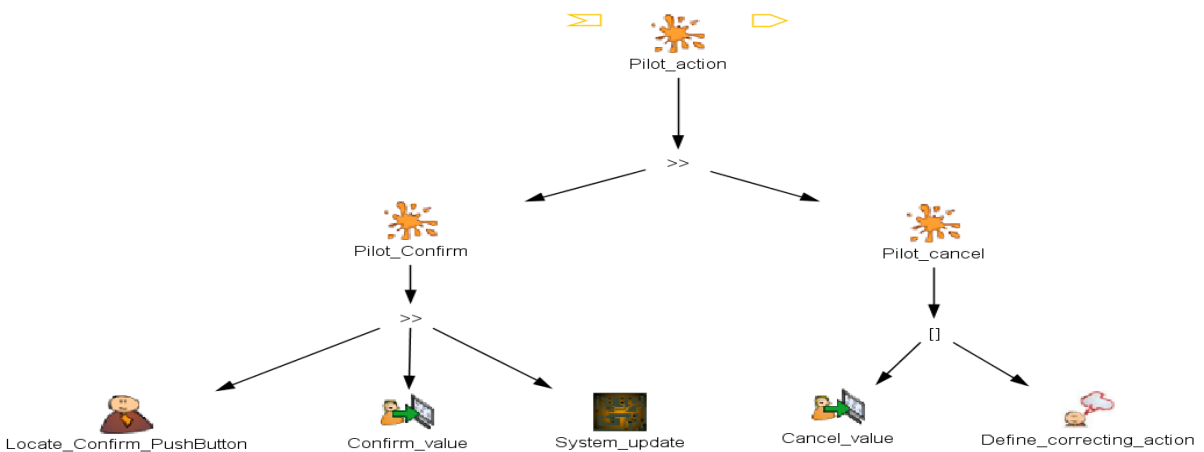 Pilot_action
>>
Pilot_Confirm
Pilot_cancel
>>
[]
Locate_Confirm_PushButton
Confirm_value
System_update
Cancel_value
Define_correcting_action